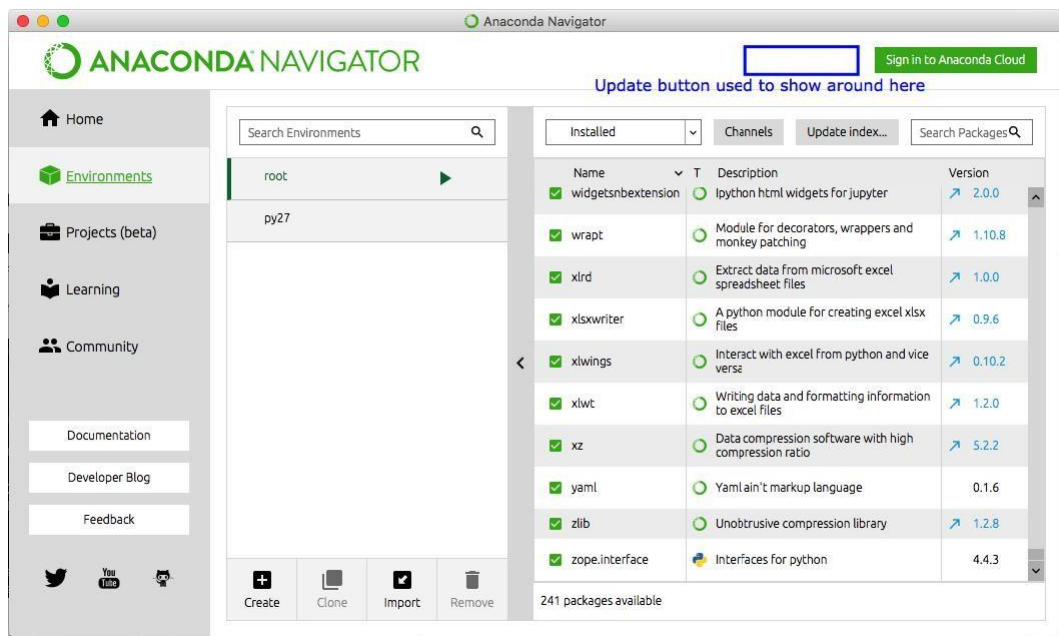 Anaconda Navigator
ANACONDA NAVIGATOR
Sign in to Anaconda Cloud
Update button used to show around here
Home
Environments
Projects (beta)
Learning
Community
Documentation
Developer Blog
Feedback
You
Tube
Search Environments
root
py27
Create
Clone
Import
Remove
Installed
Channels
Update index...
Search Packages
Name T Description Version
widgetsnbextension Ipython html widgets for jupyter 2.0.0
wrapt Module for decorators, wrappers and
monkey patching 1.10.8
xlrd Extract data from microsoft excel
spreadsheet files 1.0.0
xlsxwriter A python module for creating excel xlsx
files 0.9.6
xlwings Interact with excel from python and vice
versa 0.10.2
xlwt Writing data and formatting information
to excel files 1.2.0
xz Data compression software with high
compression ratio 5.2.2
yaml Yaml ain't markup language 0.1.6
zlib Unobtrusive compression library 1.2.8
zope.interface Interfaces for python 4.4.3
241 packages available